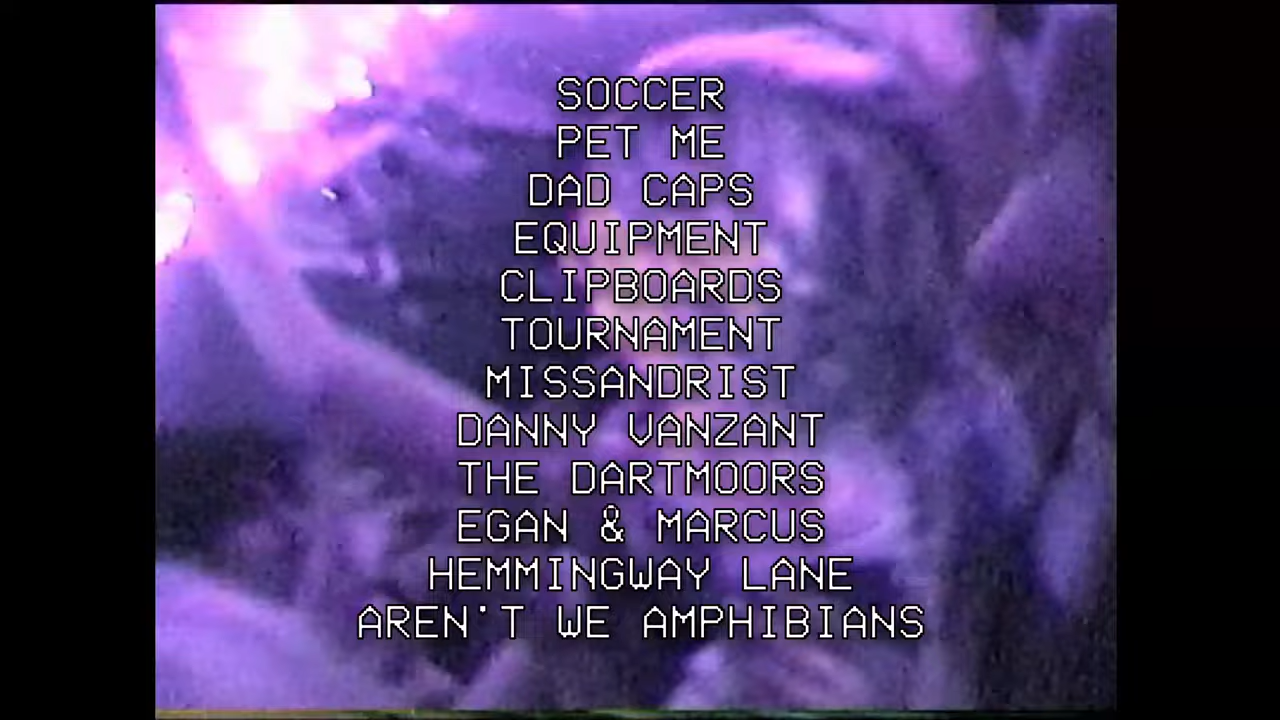 SOCCER
PET ME
DAD CAPS
EQUIPMENT
CLIPBOARDS
TOURNAMENT
MISSANDRIST
DANNY VANZANT
THE DARTMOORS
EGAN & MARCUS
HEMMINGWAY LANE
AREN'T WE AMPHIBIANS